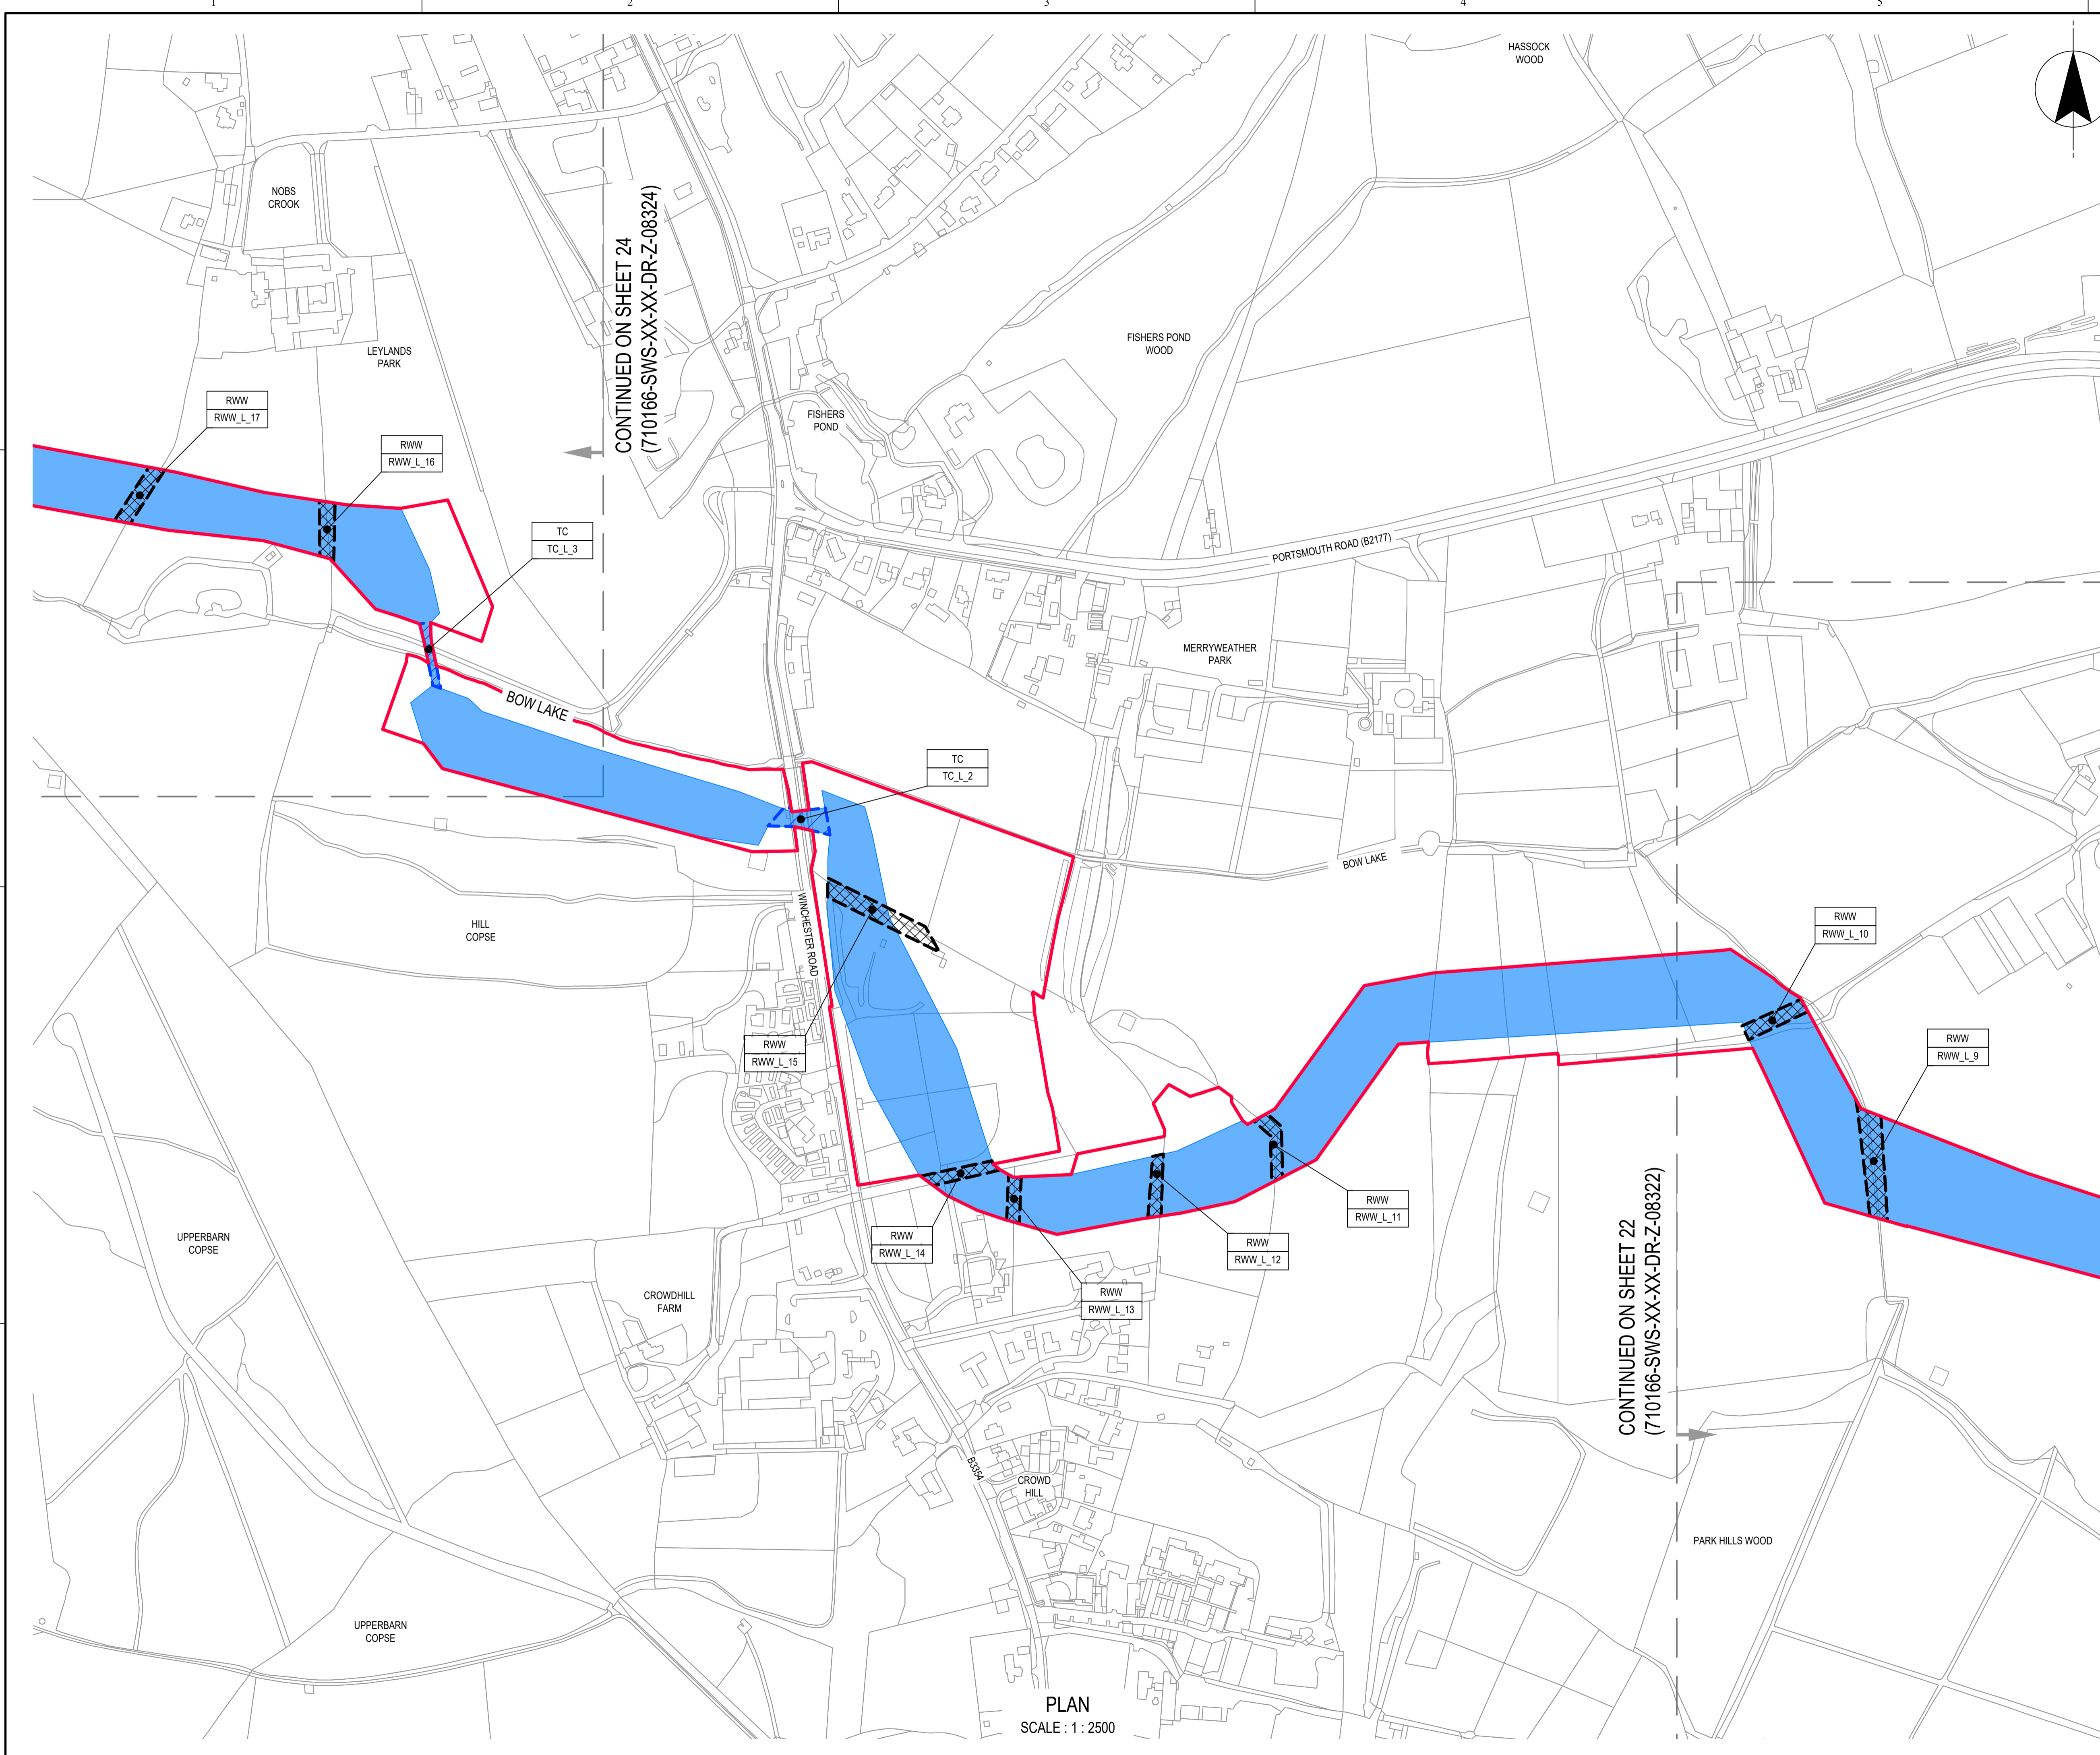 1
2
3
4
5
HASSOCK
WOOD
NOBS
CROOK
CONTINUED ON SHEET 24
(710166-SWS-XX-XX-DR-Z-08324)
LEYLANDS
PARK
FISHERS POND
WOOD
FISHERS
POND
RWW
RWW_L_17
RWW
RWW_L_16
TC
TC_L_3
PORTSMOUTH ROAD (B2177)
MERRYWEATHER
PARK
BOW LAKE
TC
TC_L_2
BOW LAKE
HILL
COPSE
WINCHESTER ROAD
RWW
RWW_L_10
RWW
RWW_L_15
RWW
RWW_L_9
RWW
RWW_L_11
UPPERBARN
COPSE
RWW
RWW_L_14
RWW
RWW_L_12
CROWDHILL
FARM
RWW
RWW_L_13
CONTINUED ON SHEET 22
(710166-SWS-XX-XX-DR-Z-08322)
B3354
CROWD
HILL
PARK HILLS WOOD
UPPERBARN
COPSE
PLAN
SCALE : 1 : 2500